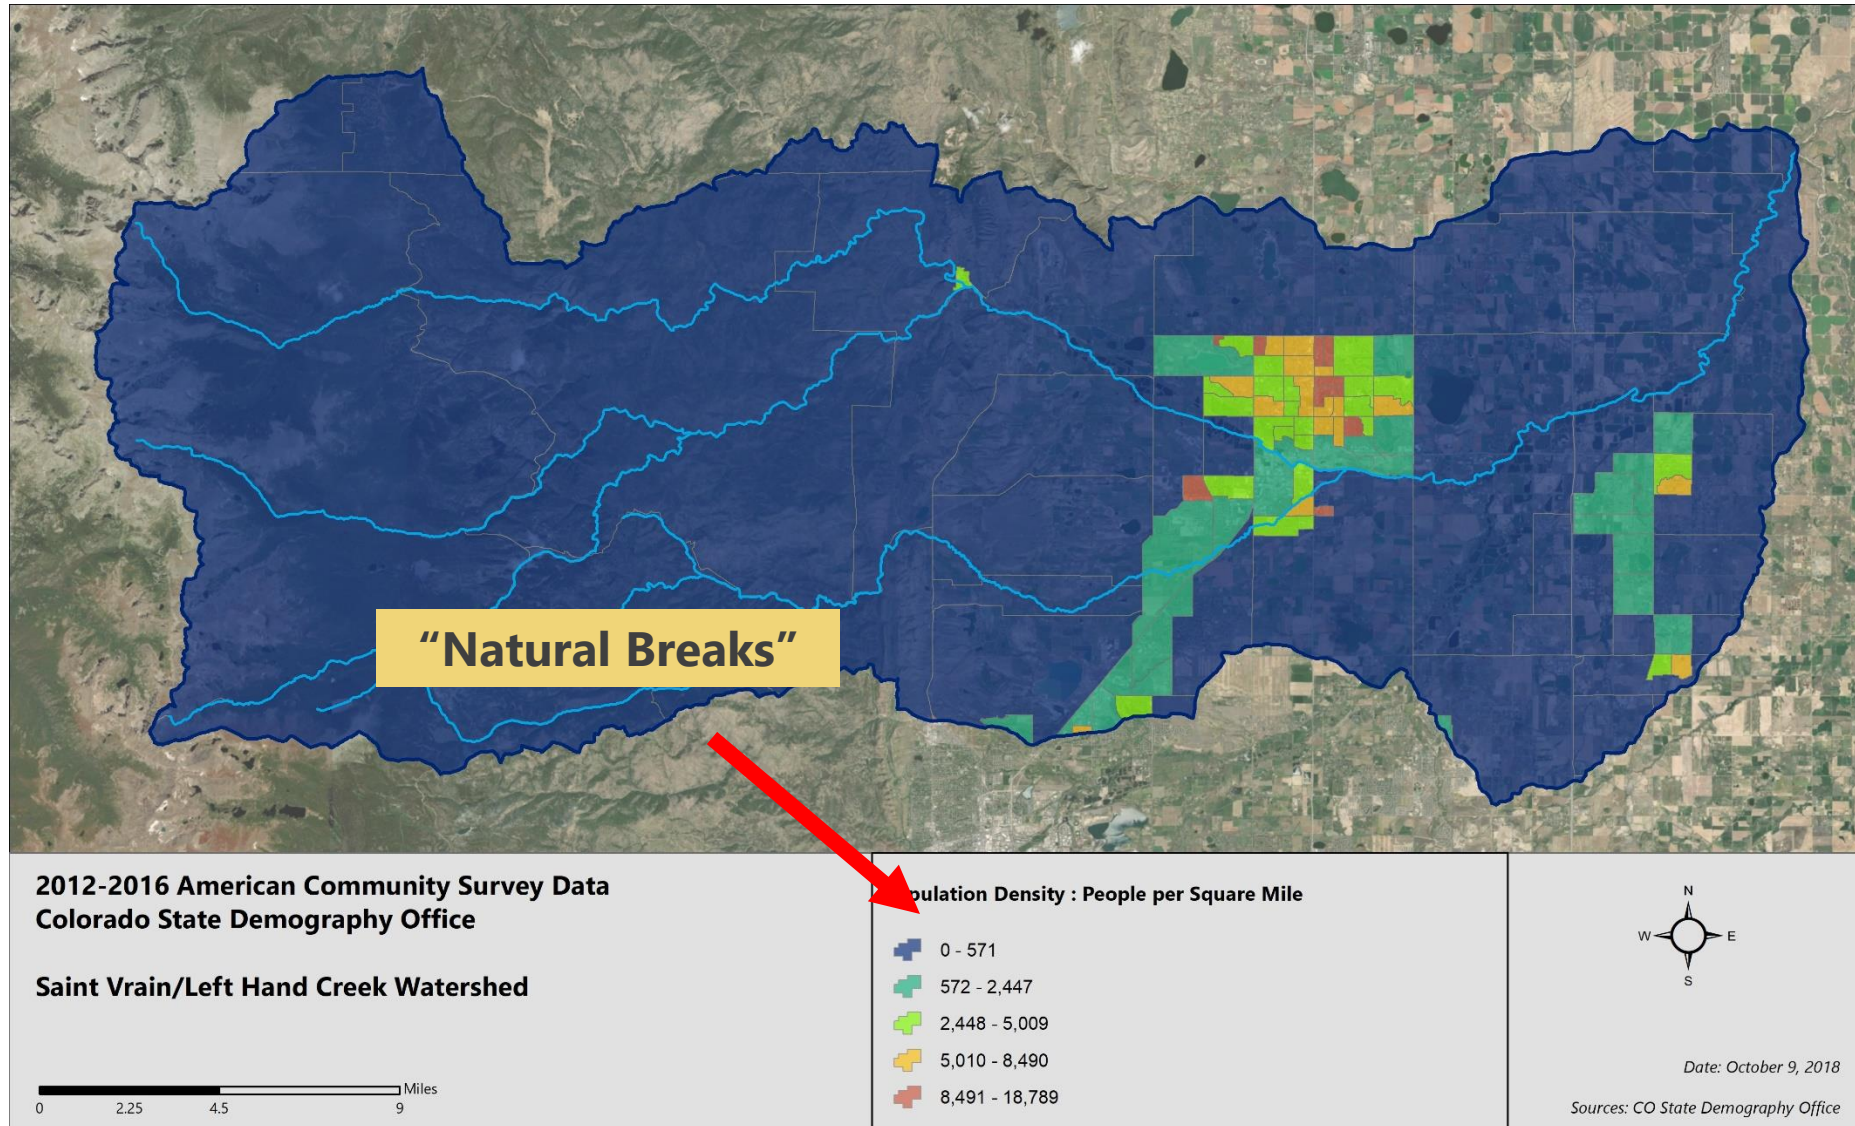 “Natural Breaks”
2012-2016 American Community Survey Data
Colorado State Demography Office
Saint Vrain/Left Hand Creek Watershed
Miles
0 2.25 4.5 9
pulation Density : People per Square Mile
0 - 571
572 - 2,447
2,448 - 5,009
5,010 - 8,490
8,491 - 18,789
N
W E
S
Date: October 9, 2018
Sources: CO State Demography Office